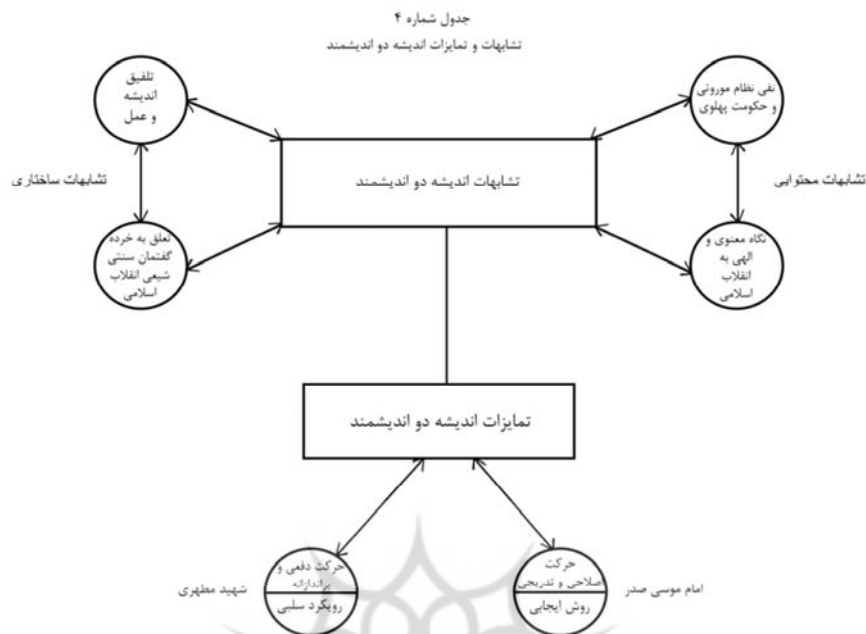 جدول شماره ۴
تشابهات و تمایزات اندیشه دو اندیشمند
نفی نظام موروثی
و حکومت پهلوی
تلفیق
اندیشه
و عمل
تشابهات محتوایی
تشابهات اندیشه دو اندیشمند
تشابهات ساختاری
نگاه معنوی و
الهی به
انقلاب
اسلامی
تعلق به خرده
گفتمان سنتی
شیعی انقلاب
اسلامی
تمایزات اندیشه دو اندیشمند
امام موسی صدر
حرکت
صلاحی و تدریجی
روش ایجابی
حرکت دفعی و
براندازانه
رویکرد سلبی
شهید مطهری